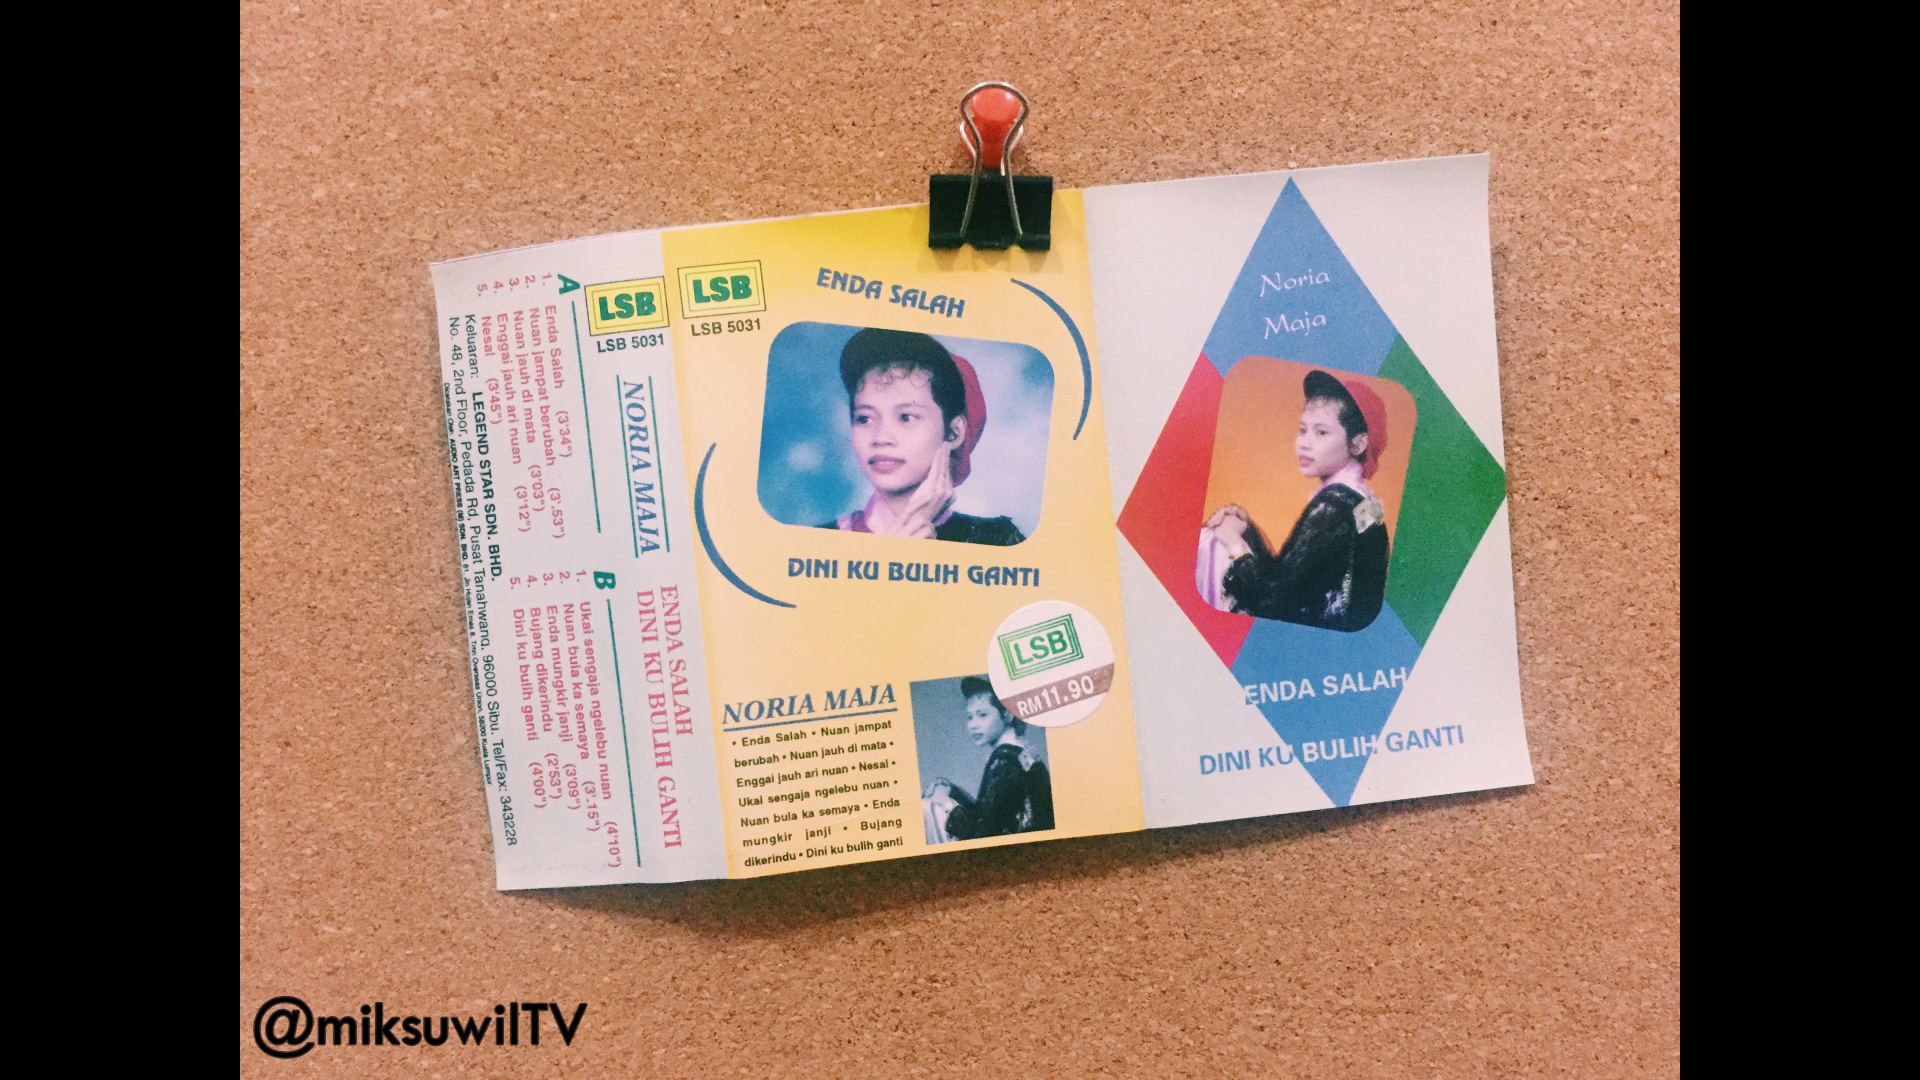 A
1. Enda Salah (3'34")
2. Nuan jampat berubah (3'.53")
3. Nuan jauh di mata (3'03")
4. Enggai jauh ari nuan (3'12")
5. Nesal (3'45")
B
1. Ukai sengaja ngelebu nuan (4'10")
2. Nuan bula ka semaya (3'.15")
3. Enda mungkir janji (3'09")
4. Bujang dikerindu (2'53")
5. Dini ku bulih ganti (4'00")
Keluaran: LEGEND STAR SDN. BHD.
No. 48, 2nd Floor, Pedada Rd, Pusat Tanahwang. 96000 Sibu. Tel/Fax: 343228
AUDIO ART PRESS (M) SDN. BHD.
LSB
LSB 5031
NORIA MAJA
ENDA SALAH
DINI KU BULIH GANTI
LSB
LSB 5031
ENDA SALAH
DINI KU BULIH GANTI
LSB
RM11.90
NORIA MAJA
• Enda Salah • Nuan jampat
berubah • Nuan jauh di mata •
Enggai jauh ari nuan • Nesal •
Ukai sengaja ngelebu nuan •
Nuan bula ka semaya • Enda
mungkir janji • Bujang
dikerindu • Dini ku bulih ganti
Noria
Maja
ENDA SALAH
DINI KU BULIH GANTI
@miksuwilTV